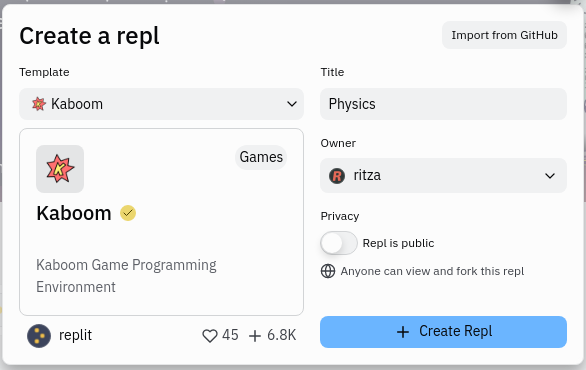 Create a repl
Import from GitHub
Template
Kaboom
Games
Kaboom
Kaboom Game Programming
Environment
replit
45
6.8K
Title
Physics
Owner
ritza
Privacy
Repl is public
Anyone can view and fork this repl
Create Repl